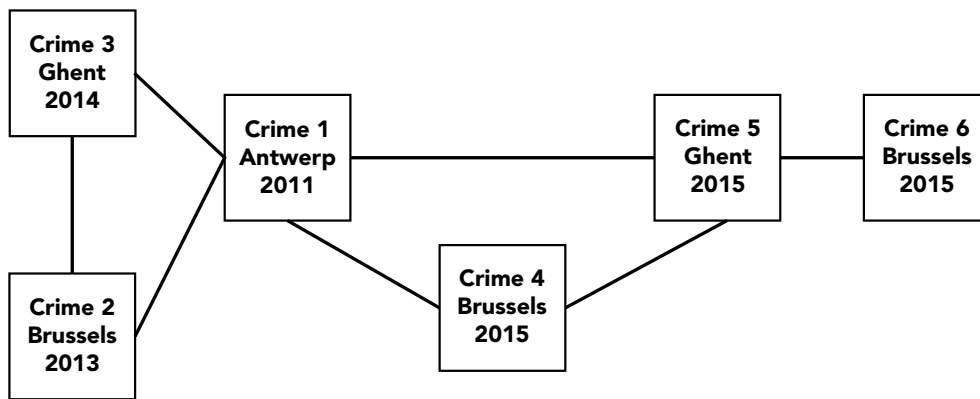 Crime 3
Ghent
2014
Crime 1
Antwerp
2011
Crime 5
Ghent
2015
Crime 6
Brussels
2015
Crime 4
Brussels
2015
Crime 2
Brussels
2013